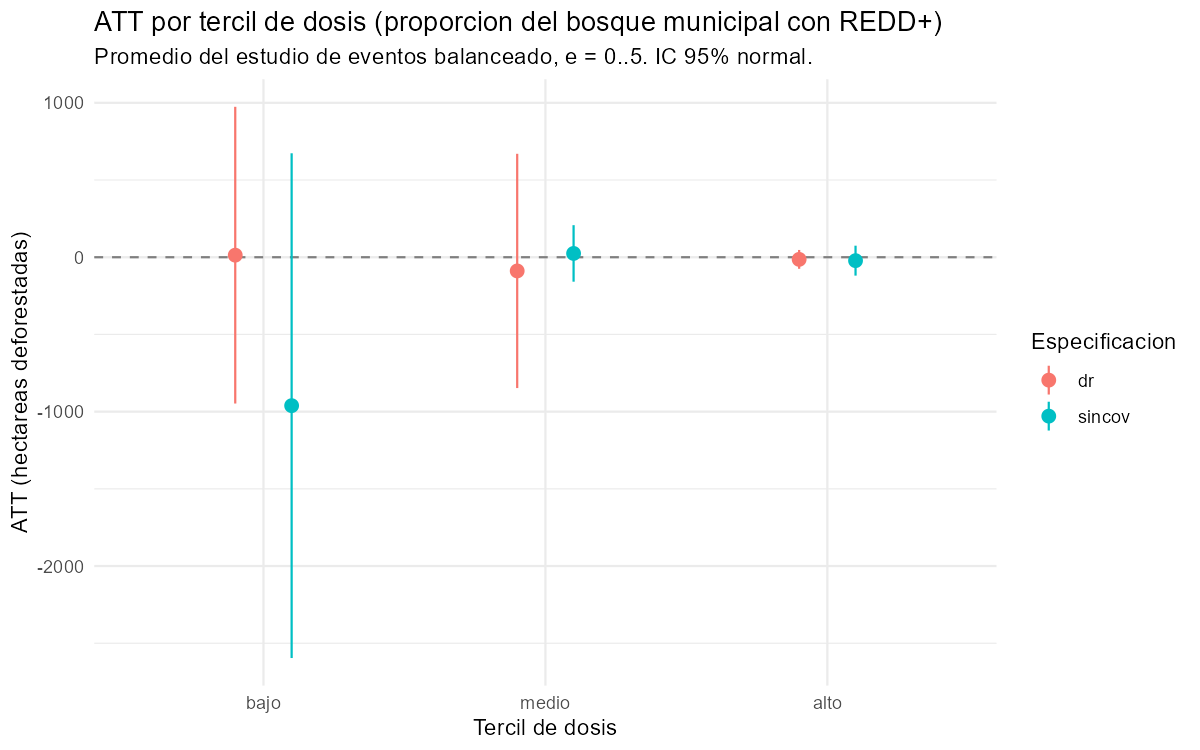 ATT por tercil de dosis (proporcion del bosque municipal con REDD+)
Promedio del estudio de eventos balanceado, e = 0..5. IC 95% normal.
ATT (hectareas deforestadas)
1000
0
-1000
-2000
bajo
medio
alto
Tercil de dosis
Especificacion
dr
sincov